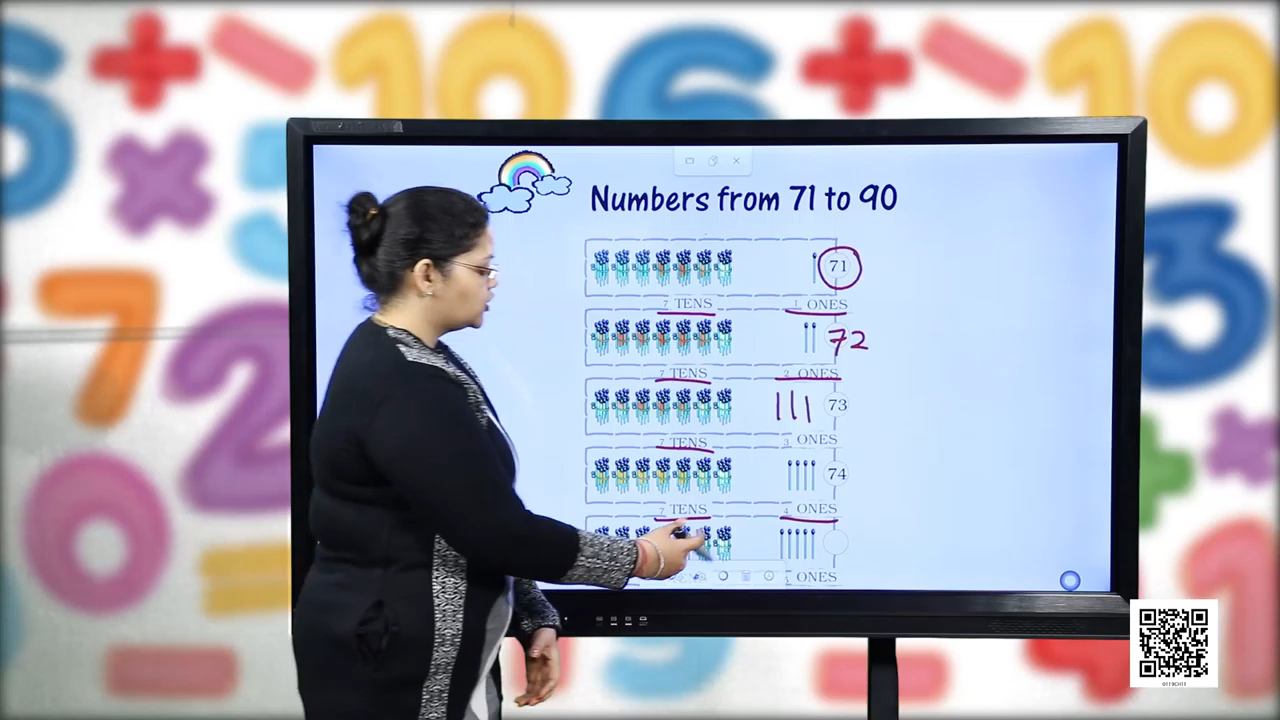 Numbers from 71 to 90
71
7 TENS 1 ONES
72
7 TENS 2 ONES
73
7 TENS 3 ONES
74
7 TENS 4 ONES
ONES
0119CH11